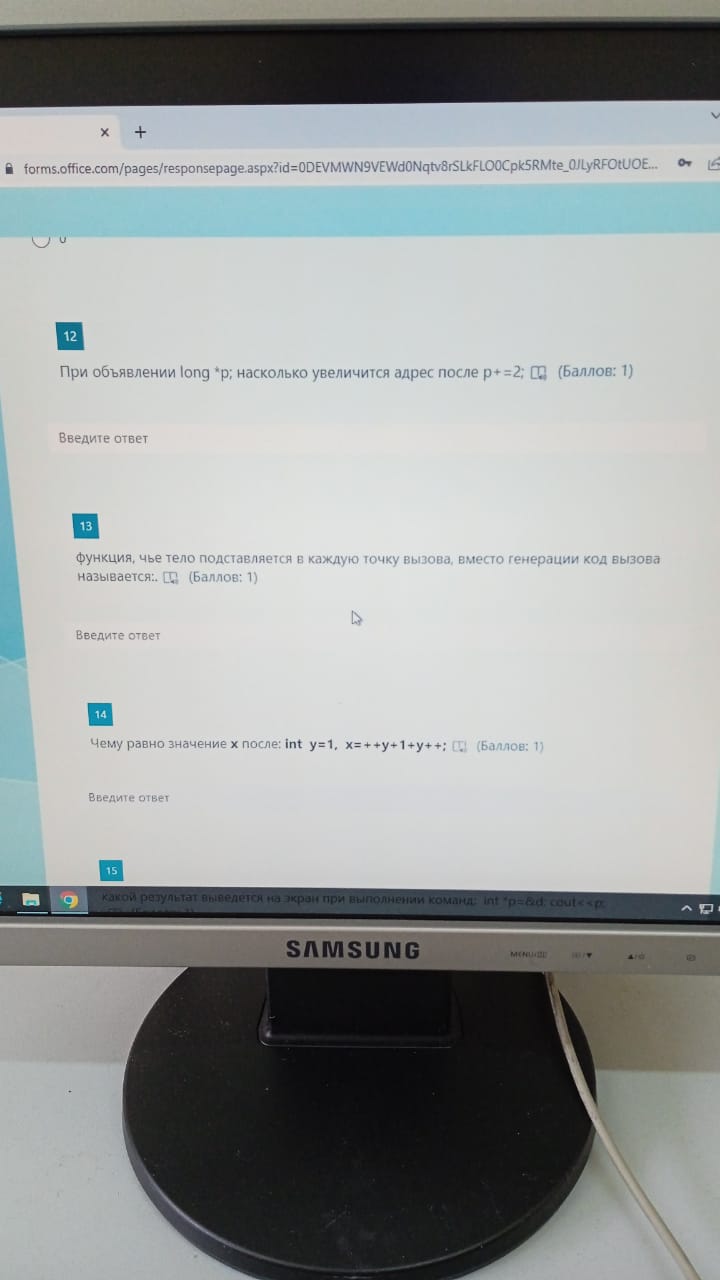 forms.office.com/pages/responsepage.aspx?id=0DEVMWN9VEWd0Nqtv8rSLkFLO0Cpk5RMte_0JLyRFOtUOE...
12
При объявлении long *p; насколько увеличится адрес после p+=2; (Баллов: 1)
Введите ответ
13
функция, чье тело подставляется в каждую точку вызова, вместо генерации код вызова
называется:. (Баллов: 1)
Введите ответ
14
Чему равно значение x после: int y=1, x=++y+1+y++; (Баллов: 1)
Введите ответ
15
какой результат выведется на экран при выполнении команд: int *p=&d; cout<<p;
SAMSUNG
MENU